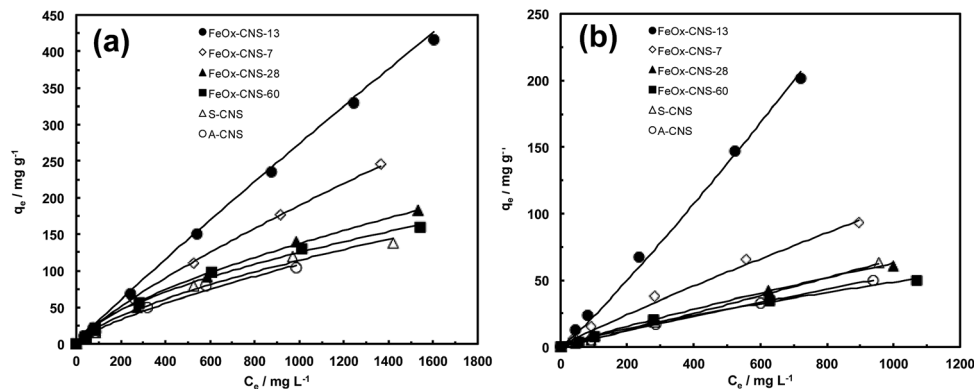 (a)
FeOx-CNS-13
FeOx-CNS-7
FeOx-CNS-28
FeOx-CNS-60
S-CNS
A-CNS
450
400
350
300
250
200
150
100
50
0
qe / mg g-1
0 200 400 600 800 1000 1200 1400 1600 1800
Ce / mg L-1
(b)
FeOx-CNS-13
FeOx-CNS-7
FeOx-CNS-28
FeOx-CNS-60
S-CNS
A-CNS
250
200
150
100
50
0
qe / mg g-1
0 200 400 600 800 1000 1200
Ce / mg L-1